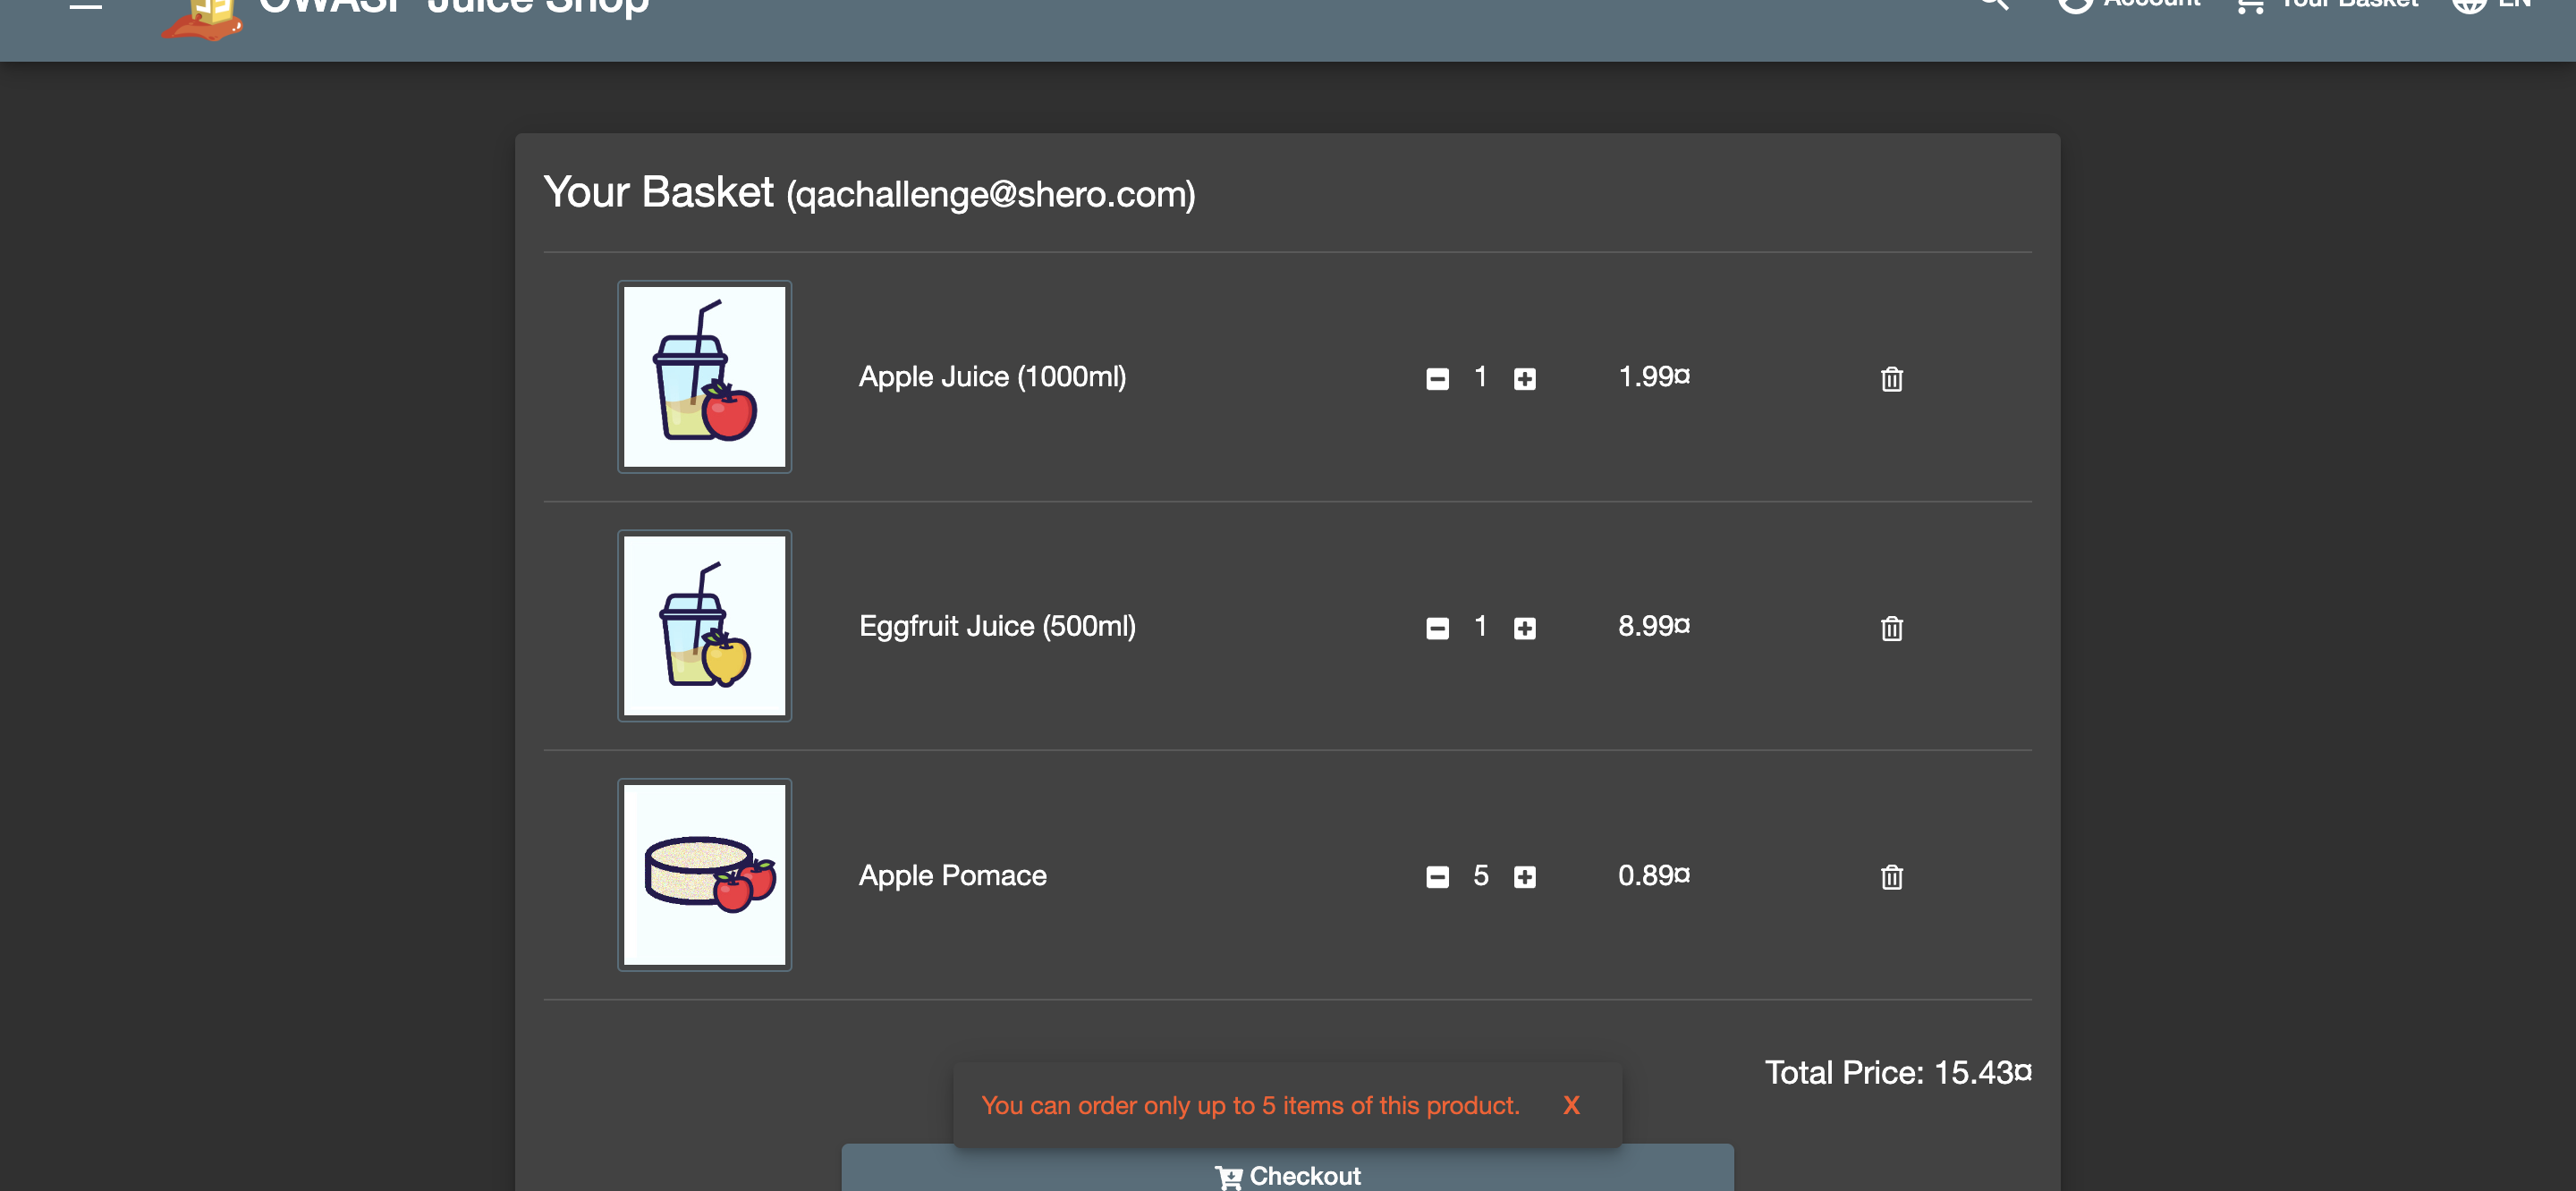 OWASP Juice Shop
Account
Your Basket
EN
Your Basket (qachallenge@shero.com)
Apple Juice (1000ml) 1 1.99¤
Eggfruit Juice (500ml) 1 8.99¤
Apple Pomace 5 0.89¤
Total Price: 15.43¤
You can order only up to 5 items of this product. X
Checkout